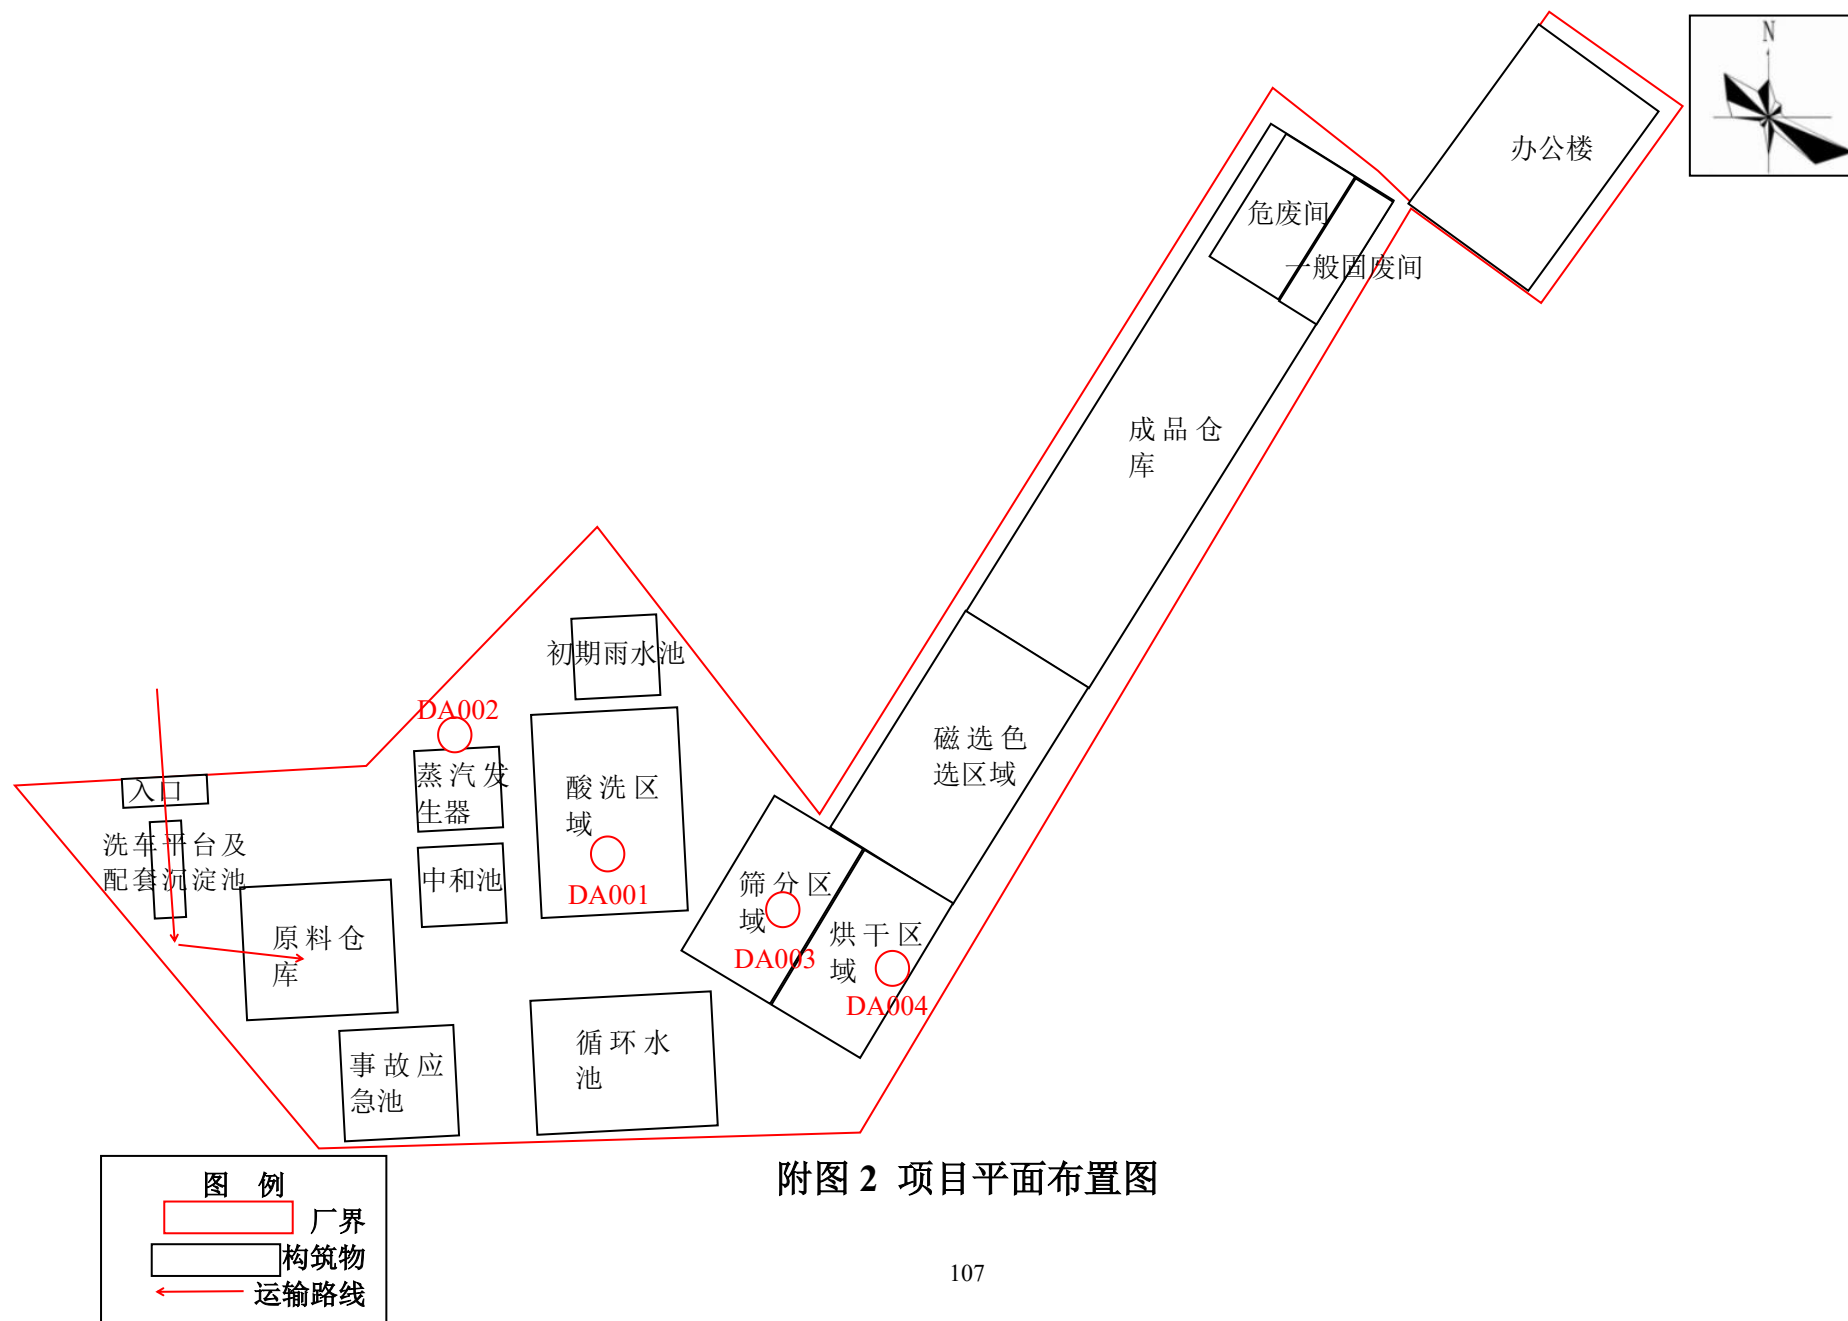 N
办公楼
危废间
一般固废间
成品仓
库
初期雨水池
DA002
磁选色
选区域
蒸汽发
生器
酸洗区
域
入口
洗车平台及
配套沉淀池
中和池
DA001
筛分区
域
原料仓
库
烘干区
域
DA003
DA004
循环水
池
事故应
急池
附图 2 项目平面布置图
图 例
厂界
构筑物
运输路线
107